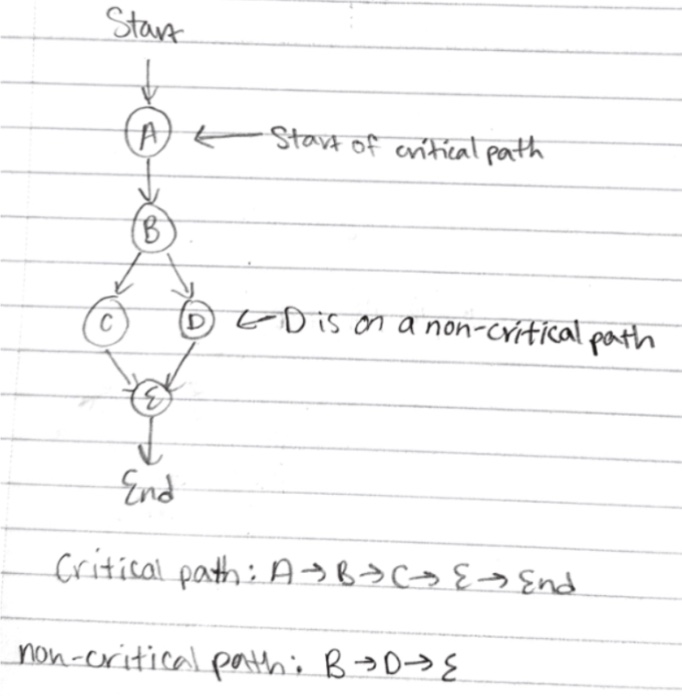 Start
A ← Start of critical path
B
C D ← D is on a non-critical path
E
End
Critical path: A → B → C → E → End
non-critical path: B → D → E